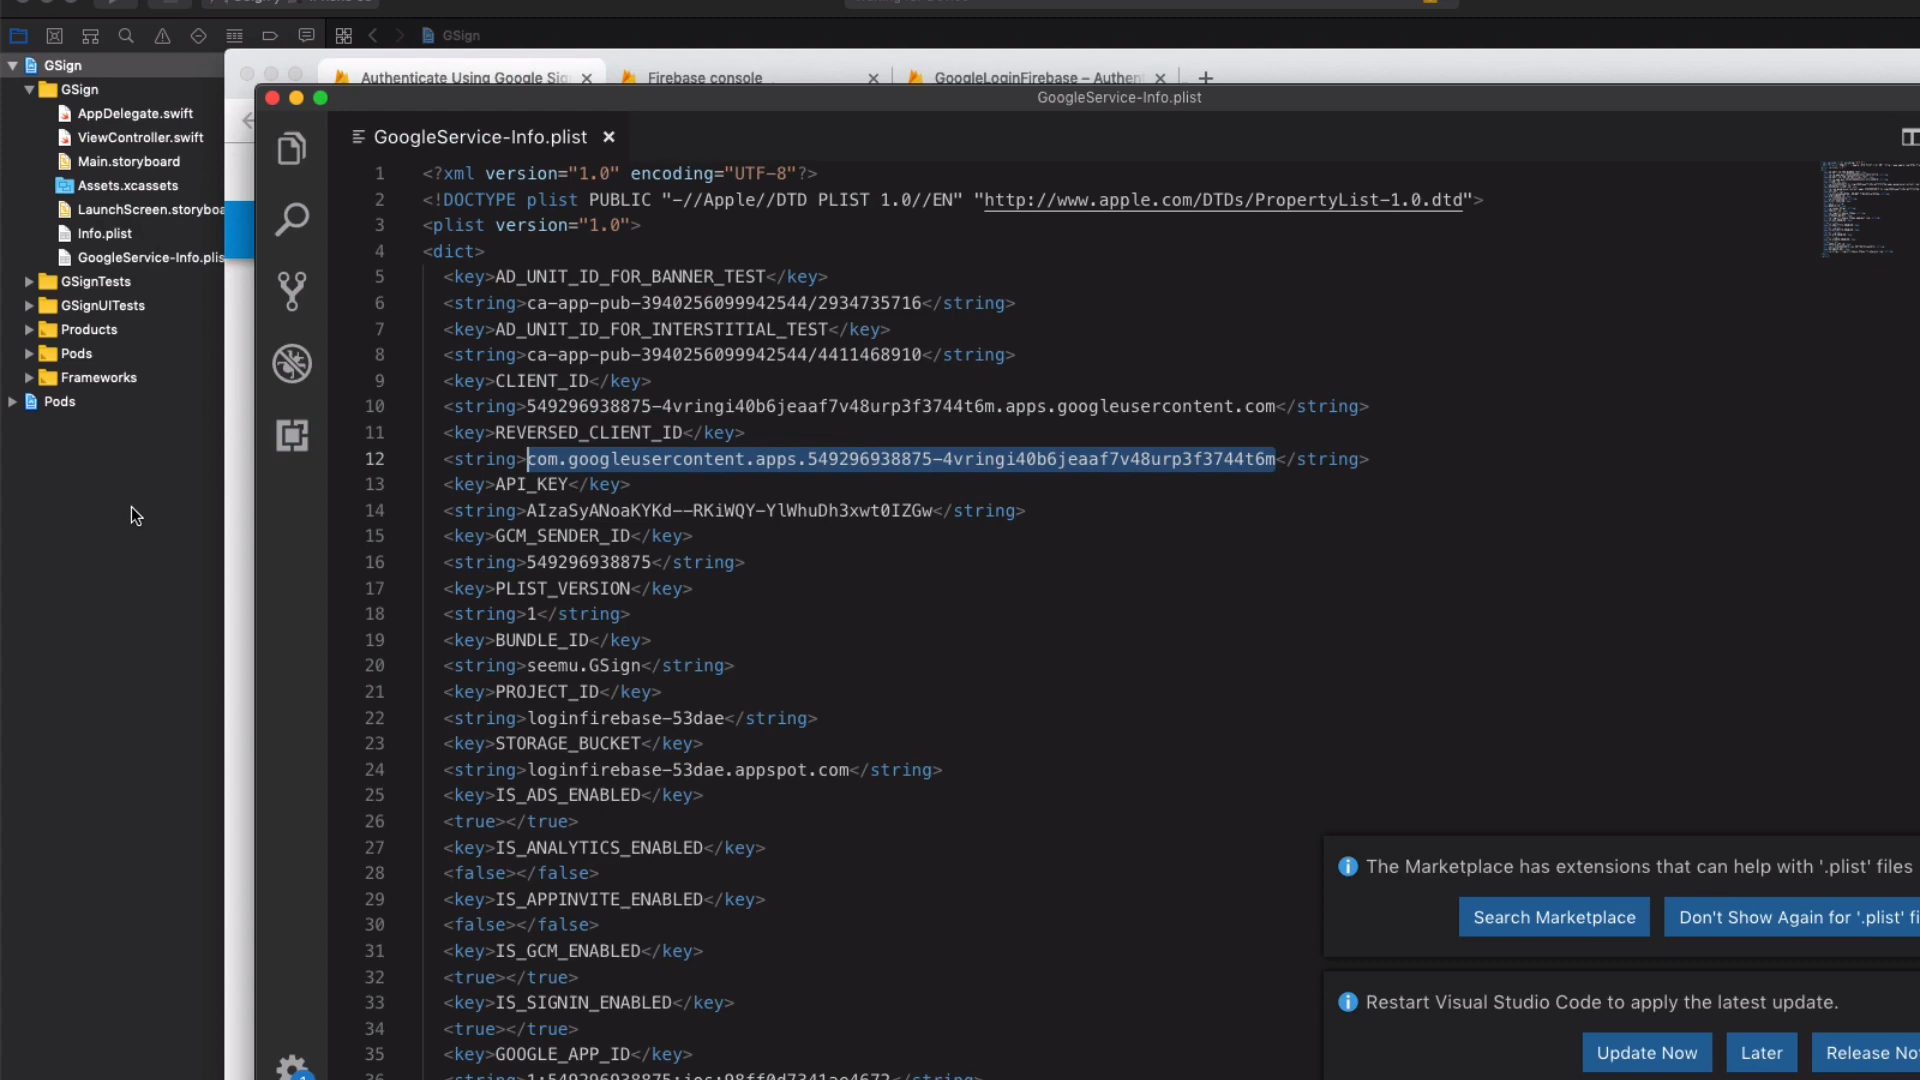 GSign
Authenticate Using Google Sig
Firebase console
GoogleLoginFirebase – Authent
GSign
GSign
AppDelegate.swift
ViewController.swift
Main.storyboard
Assets.xcassets
LaunchScreen.storyboa
Info.plist
GoogleService-Info.plis
GSignTests
GSignUITests
Products
Pods
Frameworks
Pods
GoogleService-Info.plist
GoogleService-Info.plist
1 <?xml version="1.0" encoding="UTF-8"?>
2 <!DOCTYPE plist PUBLIC "-//Apple//DTD PLIST 1.0//EN" "http://www.apple.com/DTDs/PropertyList-1.0.dtd">
3 <plist version="1.0">
4 <dict>
5 <key>AD_UNIT_ID_FOR_BANNER_TEST</key>
6 <string>ca-app-pub-3940256099942544/2934735716</string>
7 <key>AD_UNIT_ID_FOR_INTERSTITIAL_TEST</key>
8 <string>ca-app-pub-3940256099942544/4411468910</string>
9 <key>CLIENT_ID</key>
10 <string>549296938875-4vringi40b6jeaaf7v48urp3f3744t6m.apps.googleusercontent.com</string>
11 <key>REVERSED_CLIENT_ID</key>
12 <string>com.googleusercontent.apps.549296938875-4vringi40b6jeaaf7v48urp3f3744t6m</string>
13 <key>API_KEY</key>
14 <string>AIzaSyANoaKYKd--RKiWQY-YlWhuDh3xwt0IZGw</string>
15 <key>GCM_SENDER_ID</key>
16 <string>549296938875</string>
17 <key>PLIST_VERSION</key>
18 <string>1</string>
19 <key>BUNDLE_ID</key>
20 <string>seemu.GSign</string>
21 <key>PROJECT_ID</key>
22 <string>loginfirebase-53dae</string>
23 <key>STORAGE_BUCKET</key>
24 <string>loginfirebase-53dae.appspot.com</string>
25 <key>IS_ADS_ENABLED</key>
26 <true></true>
27 <key>IS_ANALYTICS_ENABLED</key>
28 <false></false>
29 <key>IS_APPINVITE_ENABLED</key>
30 <false></false>
31 <key>IS_GCM_ENABLED</key>
32 <true></true>
33 <key>IS_SIGNIN_ENABLED</key>
34 <true></true>
35 <key>GOOGLE_APP_ID</key>
The Marketplace has extensions that can help with '.plist' files
Search Marketplace
Don't Show Again for '.plist' fi
Restart Visual Studio Code to apply the latest update.
Update Now
Later
Release No